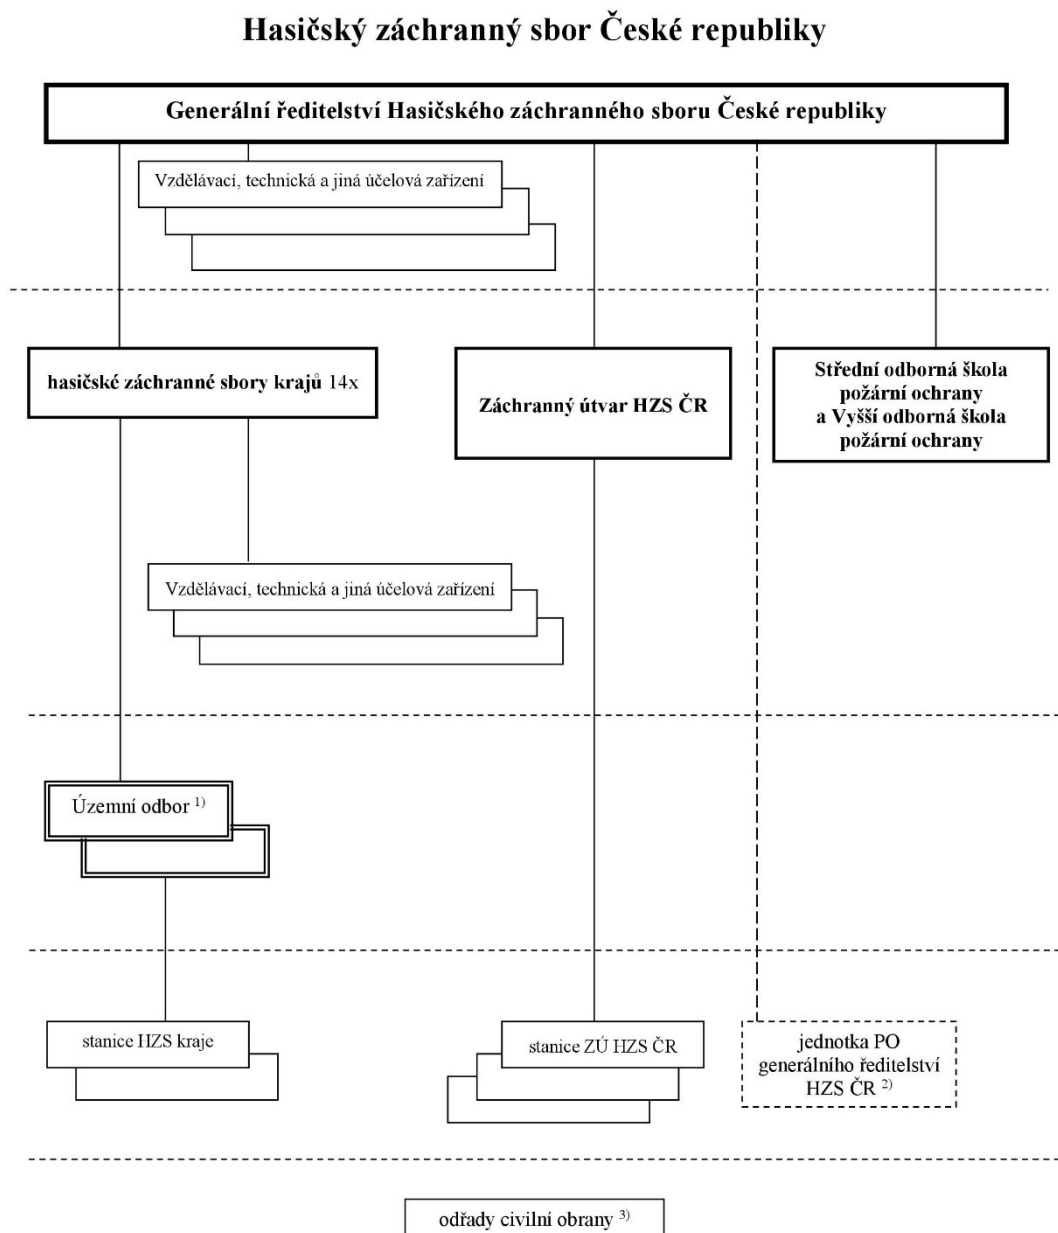 Hasičský záchranný sbor České republiky
Generální ředitelství Hasičského záchranného sboru České republiky
Vzdělávací, technická a jiná účelová zařízení
hasičské záchranné sbory krajů 14x
Záchranný útvar HZS ČR
Střední odborná škola
požární ochrany
a Vyšší odborná škola
požární ochrany
Vzdělávací, technická a jiná účelová zařízení
Územní odbor 1)
stanice HZS kraje
stanice ZÚ HZS ČR
jednotka PO
generálního ředitelství
HZS ČR 2)
odřady civilní obrany 3)